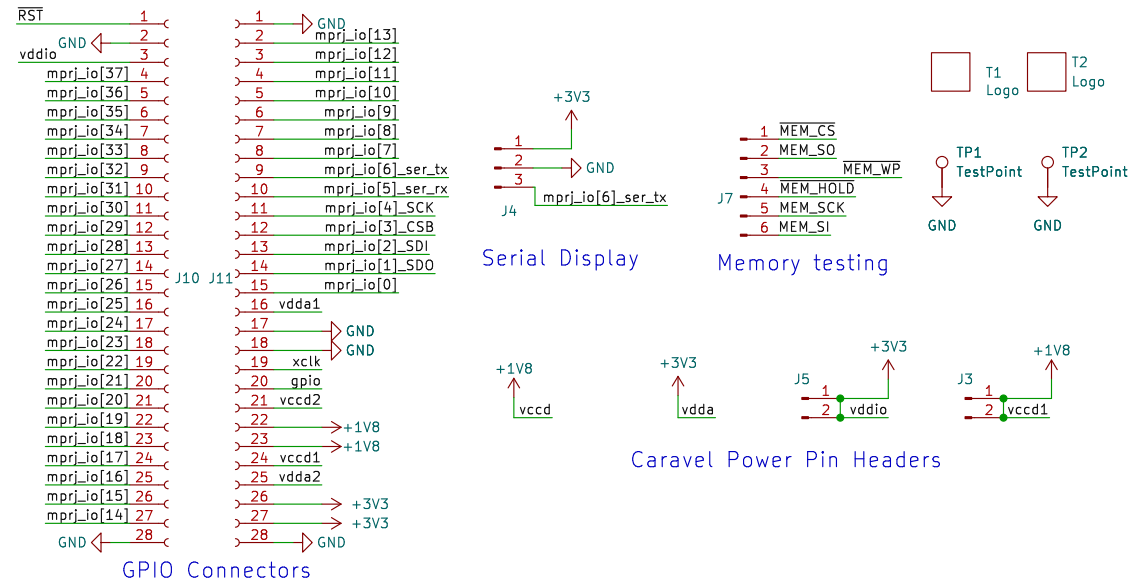 RST 1
GND 2
vddio 3
mprj_io[37] 4
mprj_io[36] 5
mprj_io[35] 6
mprj_io[34] 7
mprj_io[33] 8
mprj_io[32] 9
mprj_io[31] 10
mprj_io[30] 11
mprj_io[29] 12
mprj_io[28] 13
mprj_io[27] 14
mprj_io[26] 15
mprj_io[25] 16
mprj_io[24] 17
mprj_io[23] 18
mprj_io[22] 19
mprj_io[21] 20
mprj_io[20] 21
mprj_io[19] 22
mprj_io[18] 23
mprj_io[17] 24
mprj_io[16] 25
mprj_io[15] 26
mprj_io[14] 27
GND 28
J10
J11
1 GND
2 mprj_io[13]
3 mprj_io[12]
4 mprj_io[11]
5 mprj_io[10]
6 mprj_io[9]
7 mprj_io[8]
8 mprj_io[7]
9 mprj_io[6]_ser_tx
10 mprj_io[5]_ser_rx
11 mprj_io[4]_SCK
12 mprj_io[3]_CSB
13 mprj_io[2]_SDI
14 mprj_io[1]_SDO
15 mprj_io[0]
16 vdda1
17 GND
18 GND
19 xclk
20 gpio
21 vccd2
22 +1V8
23 +1V8
24 vccd1
25 vdda2
26 +3V3
27 +3V3
28 GND
GPIO Connectors
+3V3
1
2 GND
3
mprj_io[6]_ser_tx
J4
Serial Display
1 MEM_CS
2 MEM_SO
3 MEM_WP
4 MEM_HOLD
5 MEM_SCK
6 MEM_SI
J7
Memory testing
T1
Logo
T2
Logo
TP1
TestPoint
GND
TP2
TestPoint
GND
+1V8
vccd
+3V3
vdda
+3V3
J5
1
2 vddio
+1V8
J3
1
2 vccd1
Caravel Power Pin Headers